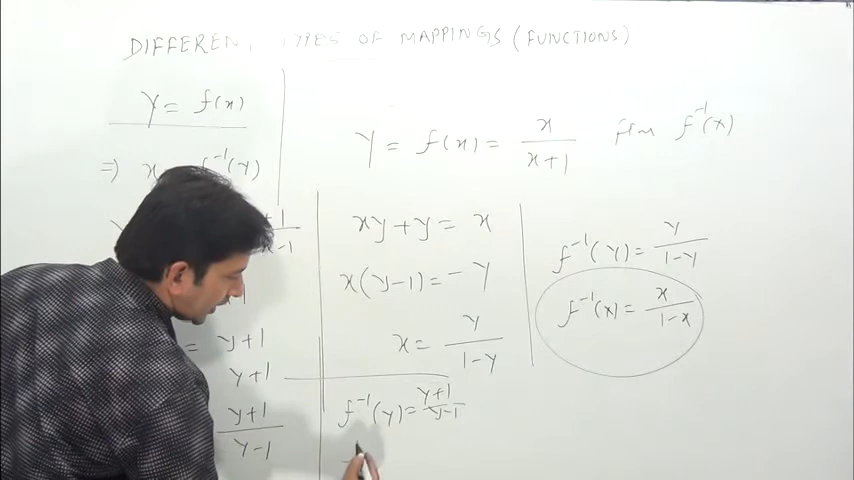 DIFFEREN TYPES OF MAPPINGS (FUNCTIONS)
y = f(x)
⇒ x f⁻¹(y)
y = f(x) = x/(x+1) f⁻¹(x)
xy + y = x
x(y-1) = -y
x = y/(1-y)
f⁻¹(y) = y/(1-y)
f⁻¹(x) = x/(1-x)
= y+1
y+1
(y+1)/(y-1)
f⁻¹(y) = (y+1)/(y-1)